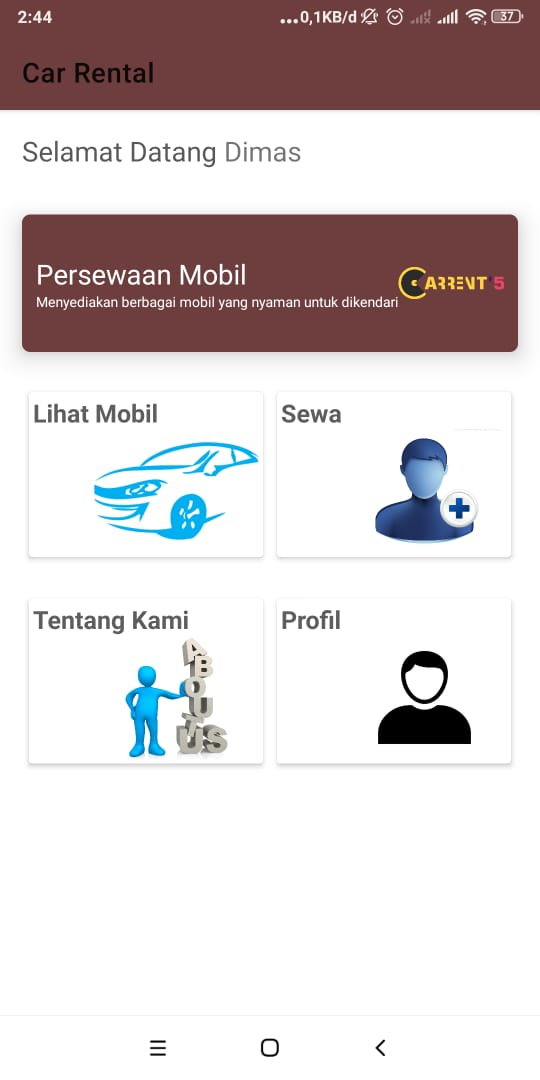 2:44
...0,1KB/d
37
Car Rental
Selamat Datang Dimas
Persewaan Mobil
Menyediakan berbagai mobil yang nyaman untuk dikendari
CARRENT'5
Lihat Mobil
Sewa
Tentang Kami
Profil
ABOUT
US